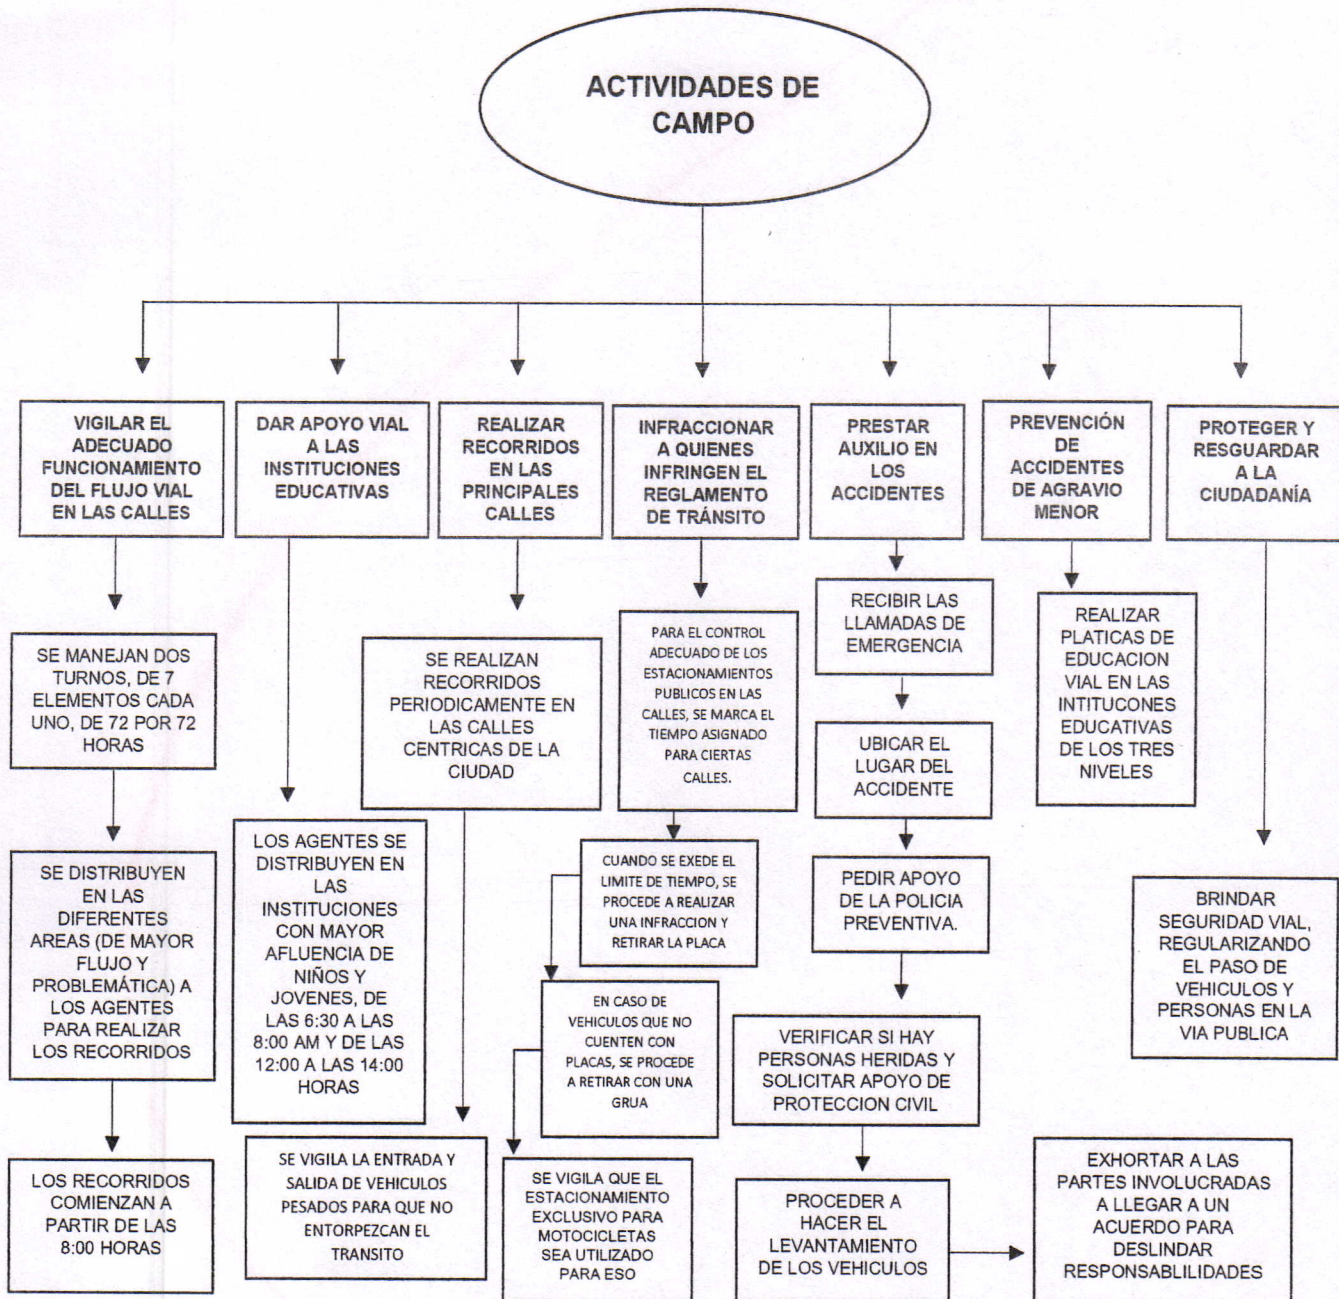 ACTIVIDADES DE
CAMPO
VIGILAR EL
ADECUADO
FUNCIONAMIENTO
DEL FLUJO VIAL
EN LAS CALLES
DAR APOYO VIAL
A LAS
INSTITUCIONES
EDUCATIVAS
REALIZAR
RECORRIDOS
EN LAS
PRINCIPALES
CALLES
INFRACCIONAR
A QUIENES
INFRINGEN EL
REGLAMENTO
DE TRÁNSITO
PRESTAR
AUXILIO EN
LOS
ACCIDENTES
PREVENCIÓN
DE
ACCIDENTES
DE AGRAVIO
MENOR
PROTEGER Y
RESGUARDAR
A LA
CIUDADANÍA
SE MANEJAN DOS
TURNOS, DE 7
ELEMENTOS CADA
UNO, DE 72 POR 72
HORAS
SE DISTRIBUYEN
EN LAS
DIFERENTES
AREAS (DE MAYOR
FLUJO Y
PROBLEMÁTICA) A
LOS AGENTES
PARA REALIZAR
LOS RECORRIDOS
LOS RECORRIDOS
COMIENZAN A
PARTIR DE LAS
8:00 HORAS
LOS AGENTES SE
DISTRIBUYEN EN
LAS
INSTITUCIONES
CON MAYOR
AFLUENCIA DE
NIÑOS Y
JOVENES, DE
LAS 6:30 A LAS
8:00 AM Y DE LAS
12:00 A LAS 14:00
HORAS
SE REALIZAN
RECORRIDOS
PERIODICAMENTE EN
LAS CALLES
CENTRICAS DE LA
CIUDAD
SE VIGILA LA ENTRADA Y
SALIDA DE VEHICULOS
PESADOS PARA QUE NO
ENTORPEZCAN EL
TRANSITO
PARA EL CONTROL
ADECUADO DE LOS
ESTACIONAMIENTOS
PUBLICOS EN LAS
CALLES, SE MARCA EL
TIEMPO ASIGNADO
PARA CIERTAS
CALLES.
CUANDO SE EXEDE EL
LIMITE DE TIEMPO, SE
PROCEDE A REALIZAR
UNA INFRACCION Y
RETIRAR LA PLACA
EN CASO DE
VEHICULOS QUE NO
CUENTEN CON
PLACAS, SE PROCEDE
A RETIRAR CON UNA
GRUA
SE VIGILA QUE EL
ESTACIONAMIENTO
EXCLUSIVO PARA
MOTOCICLETAS
SEA UTILIZADO
PARA ESO
RECIBIR LAS
LLAMADAS DE
EMERGENCIA
UBICAR EL
LUGAR DEL
ACCIDENTE
PEDIR APOYO
DE LA POLICIA
PREVENTIVA.
VERIFICAR SI HAY
PERSONAS HERIDAS Y
SOLICITAR APOYO DE
PROTECCION CIVIL
PROCEDER A
HACER EL
LEVANTAMIENTO
DE LOS VEHICULOS
EXHORTAR A LAS
PARTES INVOLUCRADAS
A LLEGAR A UN
ACUERDO PARA
DESLINDAR
RESPONSABLILIDADES
REALIZAR
PLATICAS DE
EDUCACION
VIAL EN LAS
INTITUCONES
EDUCATIVAS
DE LOS TRES
NIVELES
BRINDAR
SEGURIDAD VIAL,
REGULARIZANDO
EL PASO DE
VEHICULOS Y
PERSONAS EN LA
VIA PUBLICA